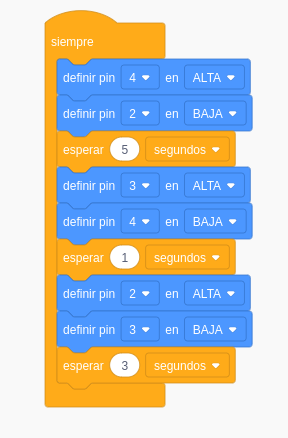 siempre
definir pin 4 en ALTA
definir pin 2 en BAJA
esperar 5 segundos
definir pin 3 en ALTA
definir pin 4 en BAJA
esperar 1 segundos
definir pin 2 en ALTA
definir pin 3 en BAJA
esperar 3 segundos